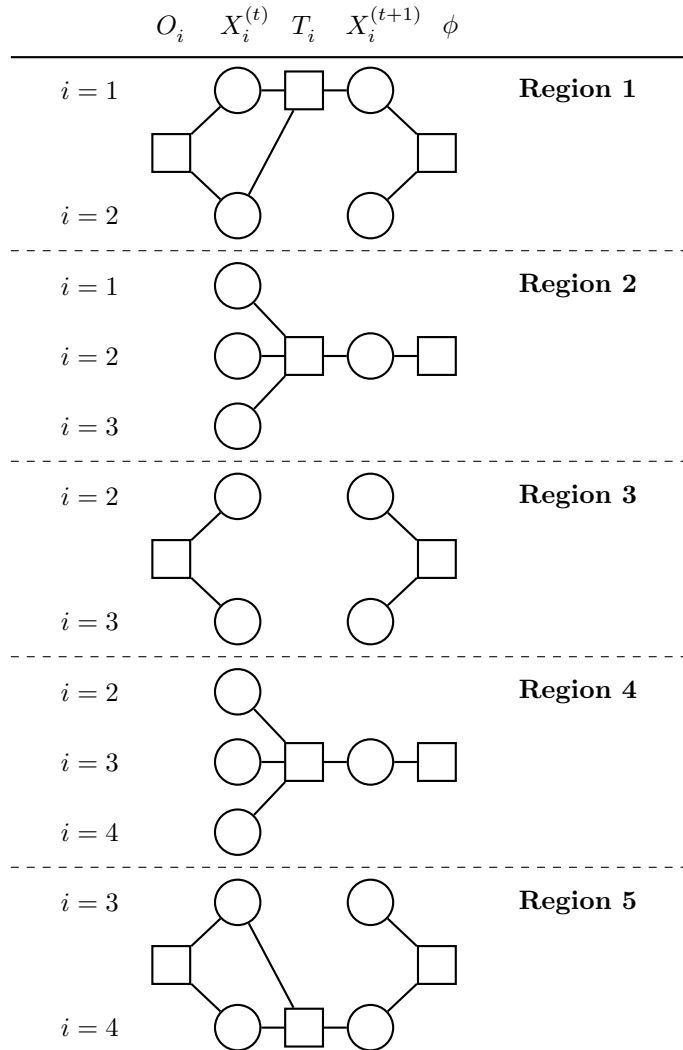 O_i X_i^{(t)} T_i X_i^{(t+1)} ϕ
i = 1 Region 1
i = 2
i = 1 Region 2
i = 2
i = 3
i = 2 Region 3
i = 3
i = 2 Region 4
i = 3
i = 4
i = 3 Region 5
i = 4